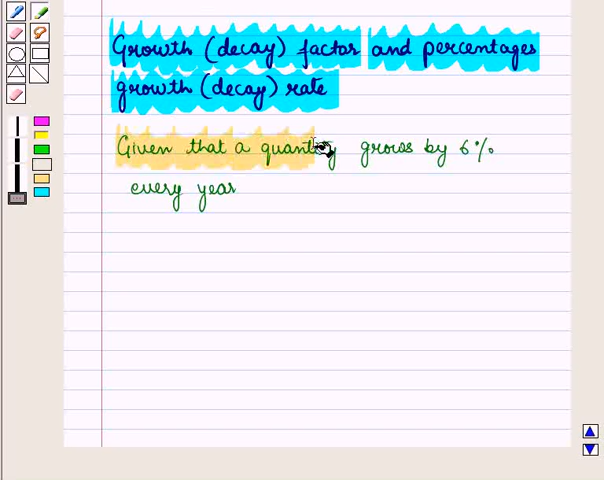 Growth (decay) factor and percentages
growth (decay) rate
Given that a quantity grows by 6%
every year